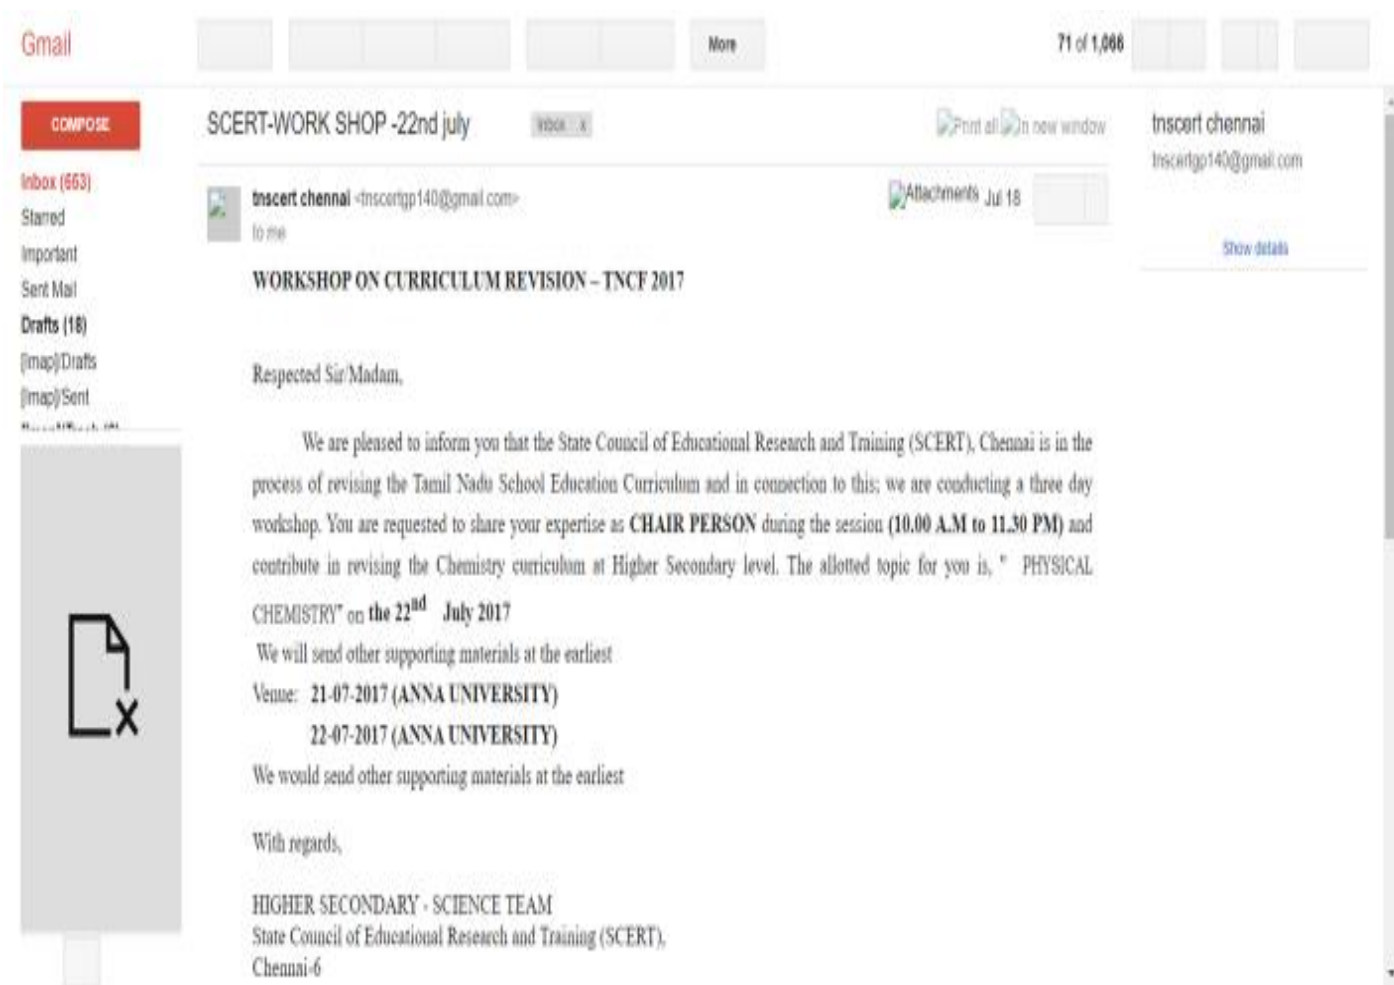 Gmail
More
71 of 1,066
COMPOSE
SCERT-WORK SHOP -22nd july
Inbox x
Print all In new window
tnscert chennai
tnscertgp140@gmail.com
Show details
Inbox (663)
Starred
Important
Sent Mail
Drafts (18)
[Imap]/Drafts
[Imap]/Sent
tnscert chennai <tnscertgp140@gmail.com>
Attachments Jul 18
to me
WORKSHOP ON CURRICULUM REVISION – TNCF 2017
Respected Sir/Madam,
We are pleased to inform you that the State Council of Educational Research and Training (SCERT), Chennai is in the
process of revising the Tamil Nadu School Education Curriculum and in connection to this; we are conducting a three day
workshop. You are requested to share your expertise as CHAIR PERSON during the session (10.00 A.M to 11.30 PM) and
contribute in revising the Chemistry curriculum at Higher Secondary level. The allotted topic for you is, " PHYSICAL
CHEMISTRY" on the 22nd July 2017
We will send other supporting materials at the earliest
Venue: 21-07-2017 (ANNA UNIVERSITY)
22-07-2017 (ANNA UNIVERSITY)
We would send other supporting materials at the earliest
With regards,
HIGHER SECONDARY - SCIENCE TEAM
State Council of Educational Research and Training (SCERT),
Chennai-6